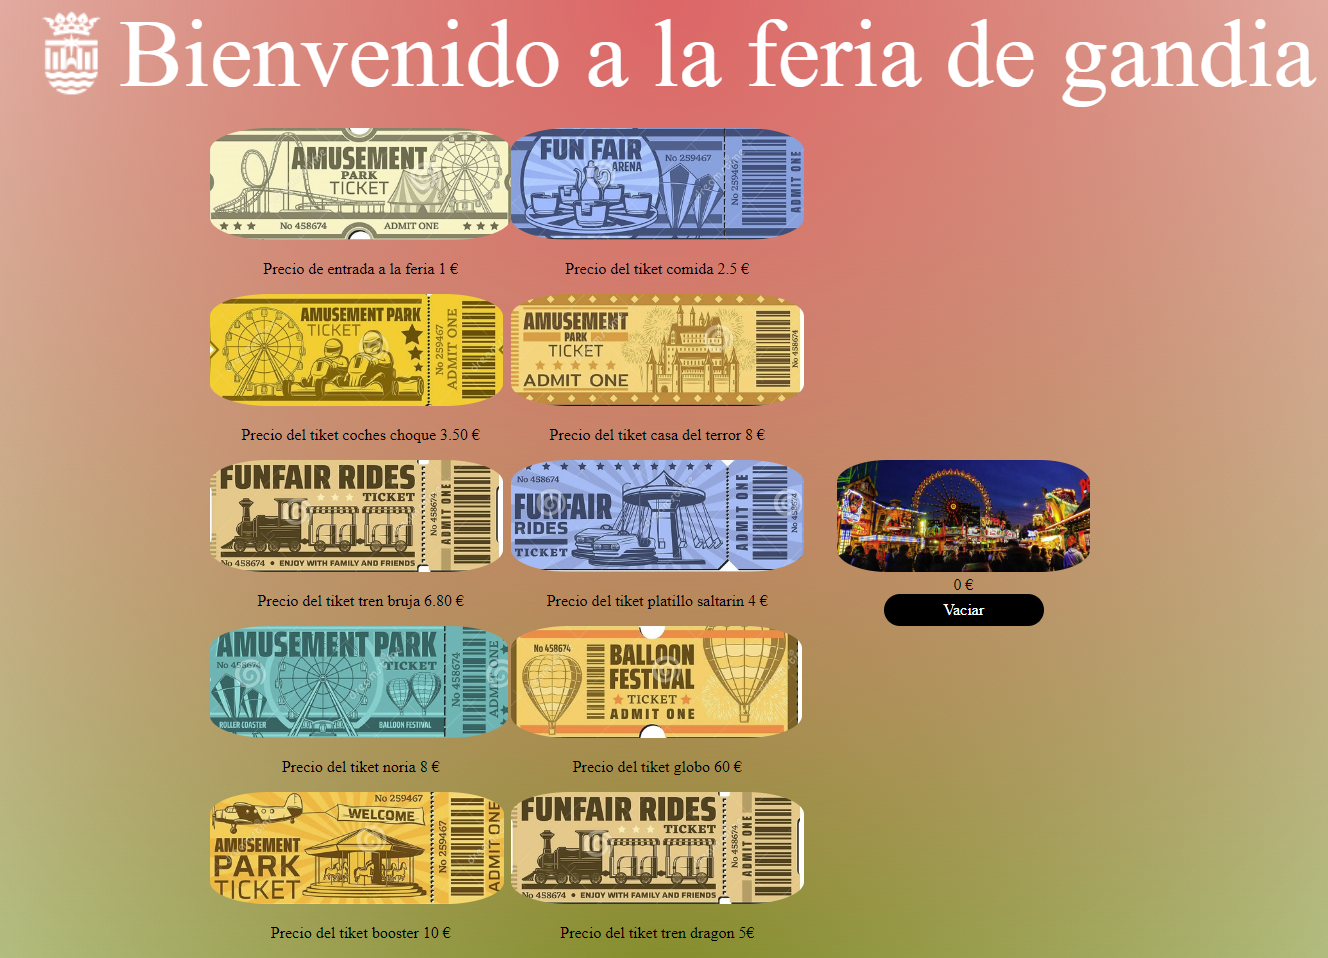 Bienvenido a la feria de gandia
AMUSEMENT
PARK
TICKET
No 458674
ADMIT ONE
FUN FAIR
ARENA
No 259467
No 259467
ADMIT ONE
Precio de entrada a la feria 1 €
Precio del tiket comida 2.5 €
AMUSEMENT PARK
TICKET
No 259467
ADMIT ONE
AMUSEMENT
PARK
TICKET
ADMIT ONE
No 458674
Precio del tiket coches choque 3.50 €
Precio del tiket casa del terror 8 €
FUNFAIR RIDES
TICKET
No 458674 • ENJOY WITH FAMILY AND FRIENDS
No 458674
ADMIT ONE
No 458674
FUNFAIR
RIDES
TICKET
ADMIT ONE
No 458674
0 €
Vaciar
Precio del tiket tren bruja 6.80 €
Precio del tiket platillo saltarin 4 €
AMUSEMENT PARK
No 458674
TICKET
ROLLER COASTER
BALLOON FESTIVAL
No 458674
ADMIT ONE
No 458674
BALLOON
FESTIVAL
TICKET
ADMIT ONE
Precio del tiket noria 8 €
Precio del tiket globo 60 €
No 259467
WELCOME
AMUSEMENT
PARK
TICKET
No 259467
ADMIT ONE
FUNFAIR RIDES
TICKET
No 458674 • ENJOY WITH FAMILY AND FRIENDS
No 458674
ADMIT ONE
Precio del tiket booster 10 €
Precio del tiket tren dragon 5€